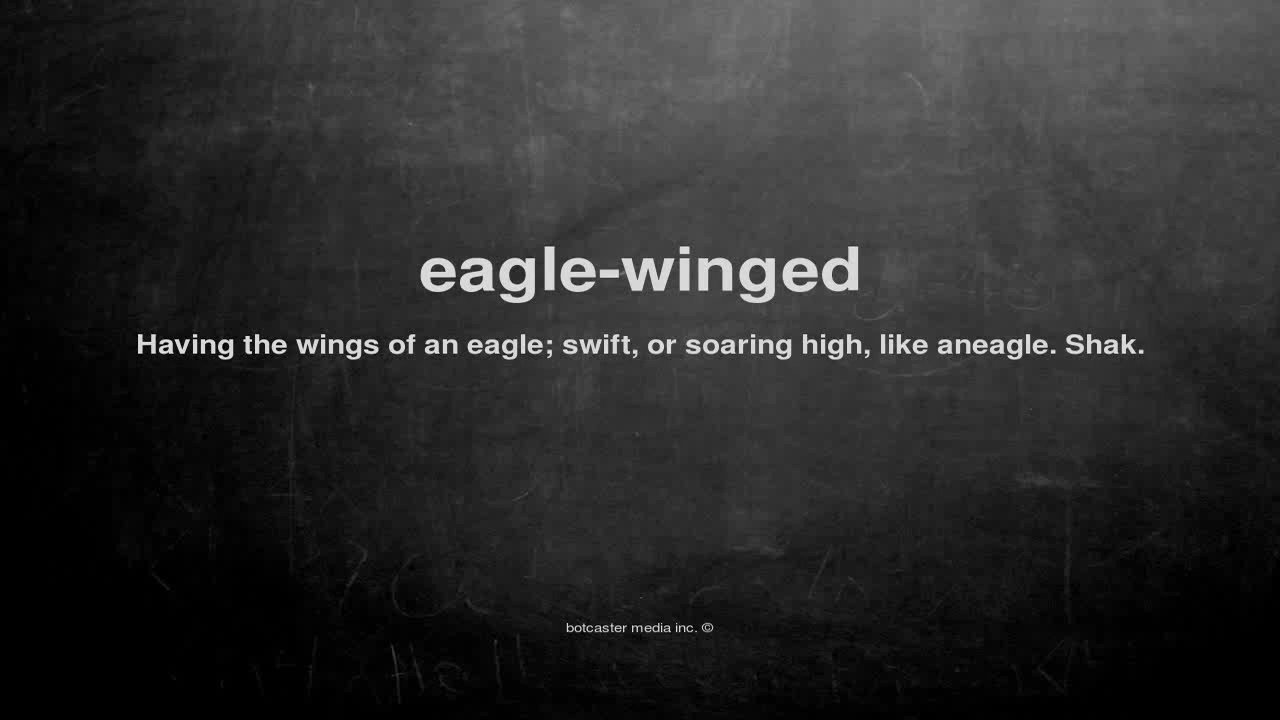 eagle-winged
Having the wings of an eagle; swift, or soaring high, like aneagle. Shak.
botcaster media inc. ©